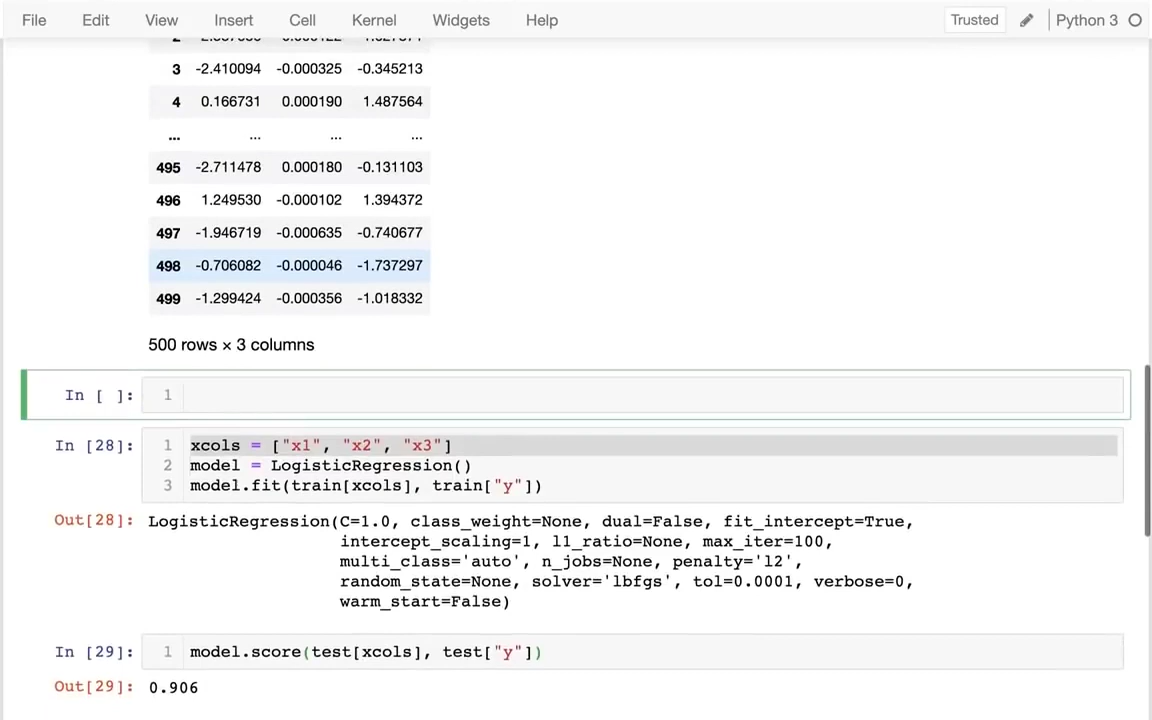 File Edit View Insert Cell Kernel Widgets Help Trusted Python 3
3 -2.410094 -0.000325 -0.345213
4 0.166731 0.000190 1.487564
... ... ... ...
495 -2.711478 0.000180 -0.131103
496 1.249530 -0.000102 1.394372
497 -1.946719 -0.000635 -0.740677
498 -0.706082 -0.000046 -1.737297
499 -1.299424 -0.000356 -1.018332
500 rows × 3 columns
In [ ]: 1
In [28]: 1 xcols = ["x1", "x2", "x3"]
2 model = LogisticRegression()
3 model.fit(train[xcols], train["y"])
Out[28]: LogisticRegression(C=1.0, class_weight=None, dual=False, fit_intercept=True,
intercept_scaling=1, l1_ratio=None, max_iter=100,
multi_class='auto', n_jobs=None, penalty='l2',
random_state=None, solver='lbfgs', tol=0.0001, verbose=0,
warm_start=False)
In [29]: 1 model.score(test[xcols], test["y"])
Out[29]: 0.906